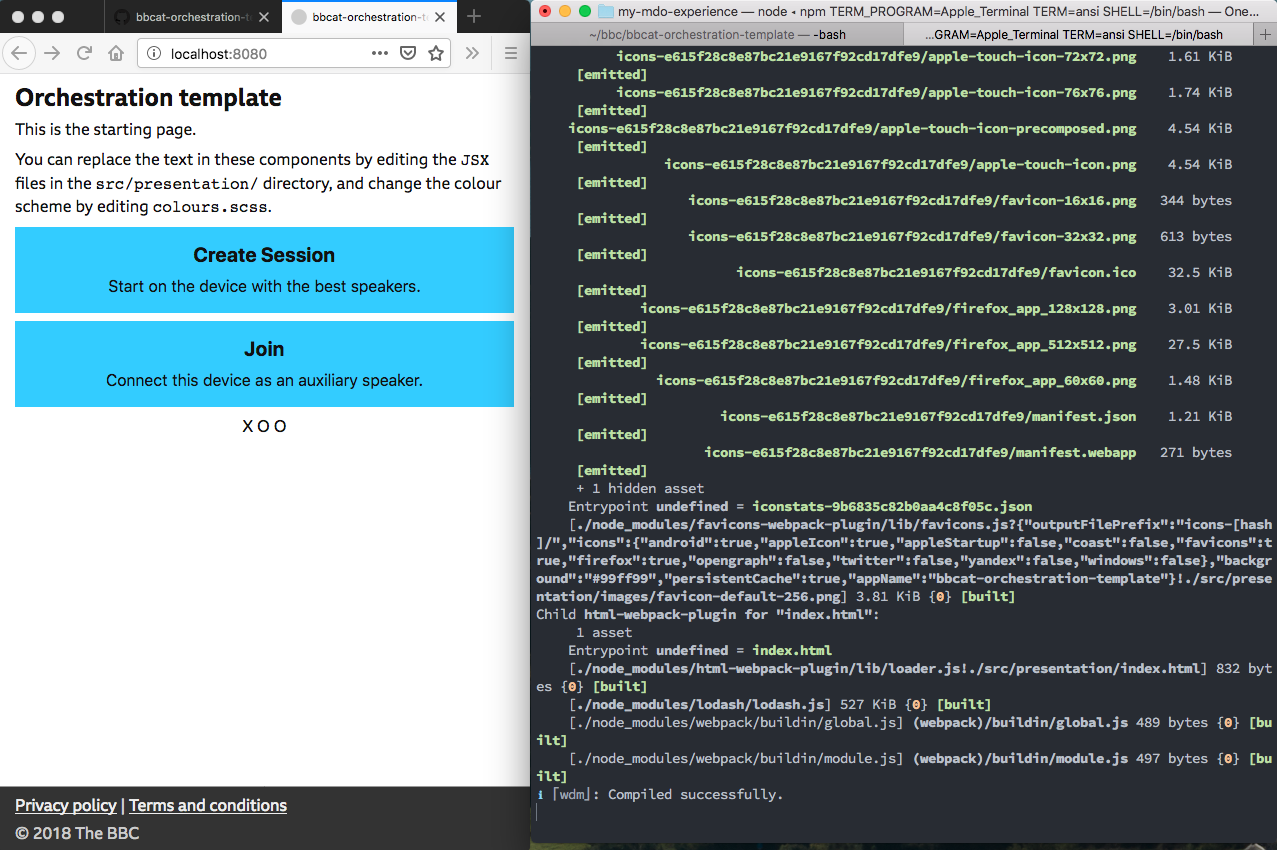 bbcat-orchestration-t
bbcat-orchestration-t
localhost:8080
Orchestration template
This is the starting page.
You can replace the text in these components by editing the JSX
files in the src/presentation/ directory, and change the colour
scheme by editing colours.scss.
Create Session
Start on the device with the best speakers.
Join
Connect this device as an auxiliary speaker.
X O O
Privacy policy | Terms and conditions
© 2018 The BBC
my-mdo-experience — node ◂ npm TERM_PROGRAM=Apple_Terminal TERM=ansi SHELL=/bin/bash — One...
~/bbc/bbcat-orchestration-template — -bash
...GRAM=Apple_Terminal TERM=ansi SHELL=/bin/bash
icons-e615f28c8e87bc21e9167f92cd17dfe9/apple-touch-icon-72x72.png 1.61 KiB
[emitted]
icons-e615f28c8e87bc21e9167f92cd17dfe9/apple-touch-icon-76x76.png 1.74 KiB
[emitted]
icons-e615f28c8e87bc21e9167f92cd17dfe9/apple-touch-icon-precomposed.png 4.54 KiB
[emitted]
icons-e615f28c8e87bc21e9167f92cd17dfe9/apple-touch-icon.png 4.54 KiB
[emitted]
icons-e615f28c8e87bc21e9167f92cd17dfe9/favicon-16x16.png 344 bytes
[emitted]
icons-e615f28c8e87bc21e9167f92cd17dfe9/favicon-32x32.png 613 bytes
[emitted]
icons-e615f28c8e87bc21e9167f92cd17dfe9/favicon.ico 32.5 KiB
[emitted]
icons-e615f28c8e87bc21e9167f92cd17dfe9/firefox_app_128x128.png 3.01 KiB
[emitted]
icons-e615f28c8e87bc21e9167f92cd17dfe9/firefox_app_512x512.png 27.5 KiB
[emitted]
icons-e615f28c8e87bc21e9167f92cd17dfe9/firefox_app_60x60.png 1.48 KiB
[emitted]
icons-e615f28c8e87bc21e9167f92cd17dfe9/manifest.json 1.21 KiB
[emitted]
icons-e615f28c8e87bc21e9167f92cd17dfe9/manifest.webapp 271 bytes
[emitted]
+ 1 hidden asset
Entrypoint undefined = iconstats-9b6835c82b0aa4c8f05c.json
[./node_modules/favicons-webpack-plugin/lib/favicons.js?{"outputFilePrefix":"icons-[hash
]/","icons":{"android":true,"appleIcon":true,"appleStartup":false,"coast":false,"favicons":t
rue,"firefox":true,"opengraph":false,"twitter":false,"yandex":false,"windows":false},"backgr
ound":"#99ff99","persistentCache":true,"appName":"bbcat-orchestration-template"}!./src/prese
ntation/images/favicon-default-256.png] 3.81 KiB {0} [built]
Child html-webpack-plugin for "index.html":
1 asset
Entrypoint undefined = index.html
[./node_modules/html-webpack-plugin/lib/loader.js!./src/presentation/index.html] 832 byt
es {0} [built]
[./node_modules/lodash/lodash.js] 527 KiB {0} [built]
[./node_modules/webpack/buildin/global.js] (webpack)/buildin/global.js 489 bytes {0} [bu
ilt]
[./node_modules/webpack/buildin/module.js] (webpack)/buildin/module.js 497 bytes {0} [bu
ilt]
ℹ ｢wdm｣: Compiled successfully.